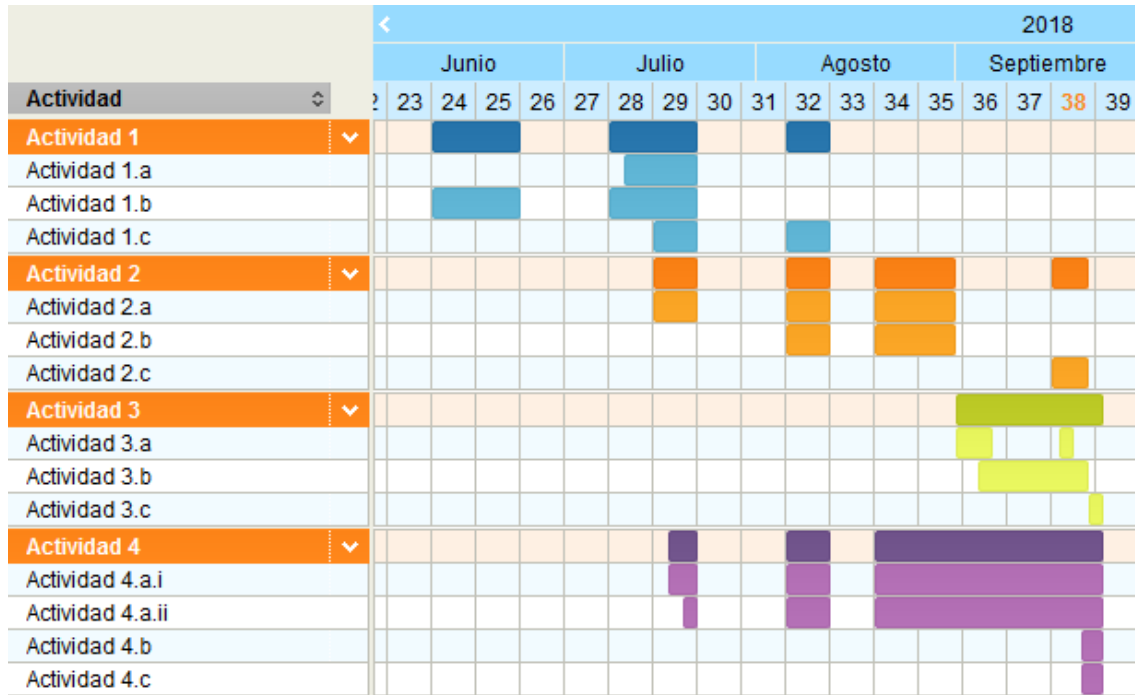 2018
Junio Julio Agosto Septiembre
Actividad 2 23 24 25 26 27 28 29 30 31 32 33 34 35 36 37 38 39
Actividad 1
Actividad 1.a
Actividad 1.b
Actividad 1.c
Actividad 2
Actividad 2.a
Actividad 2.b
Actividad 2.c
Actividad 3
Actividad 3.a
Actividad 3.b
Actividad 3.c
Actividad 4
Actividad 4.a.i
Actividad 4.a.ii
Actividad 4.b
Actividad 4.c